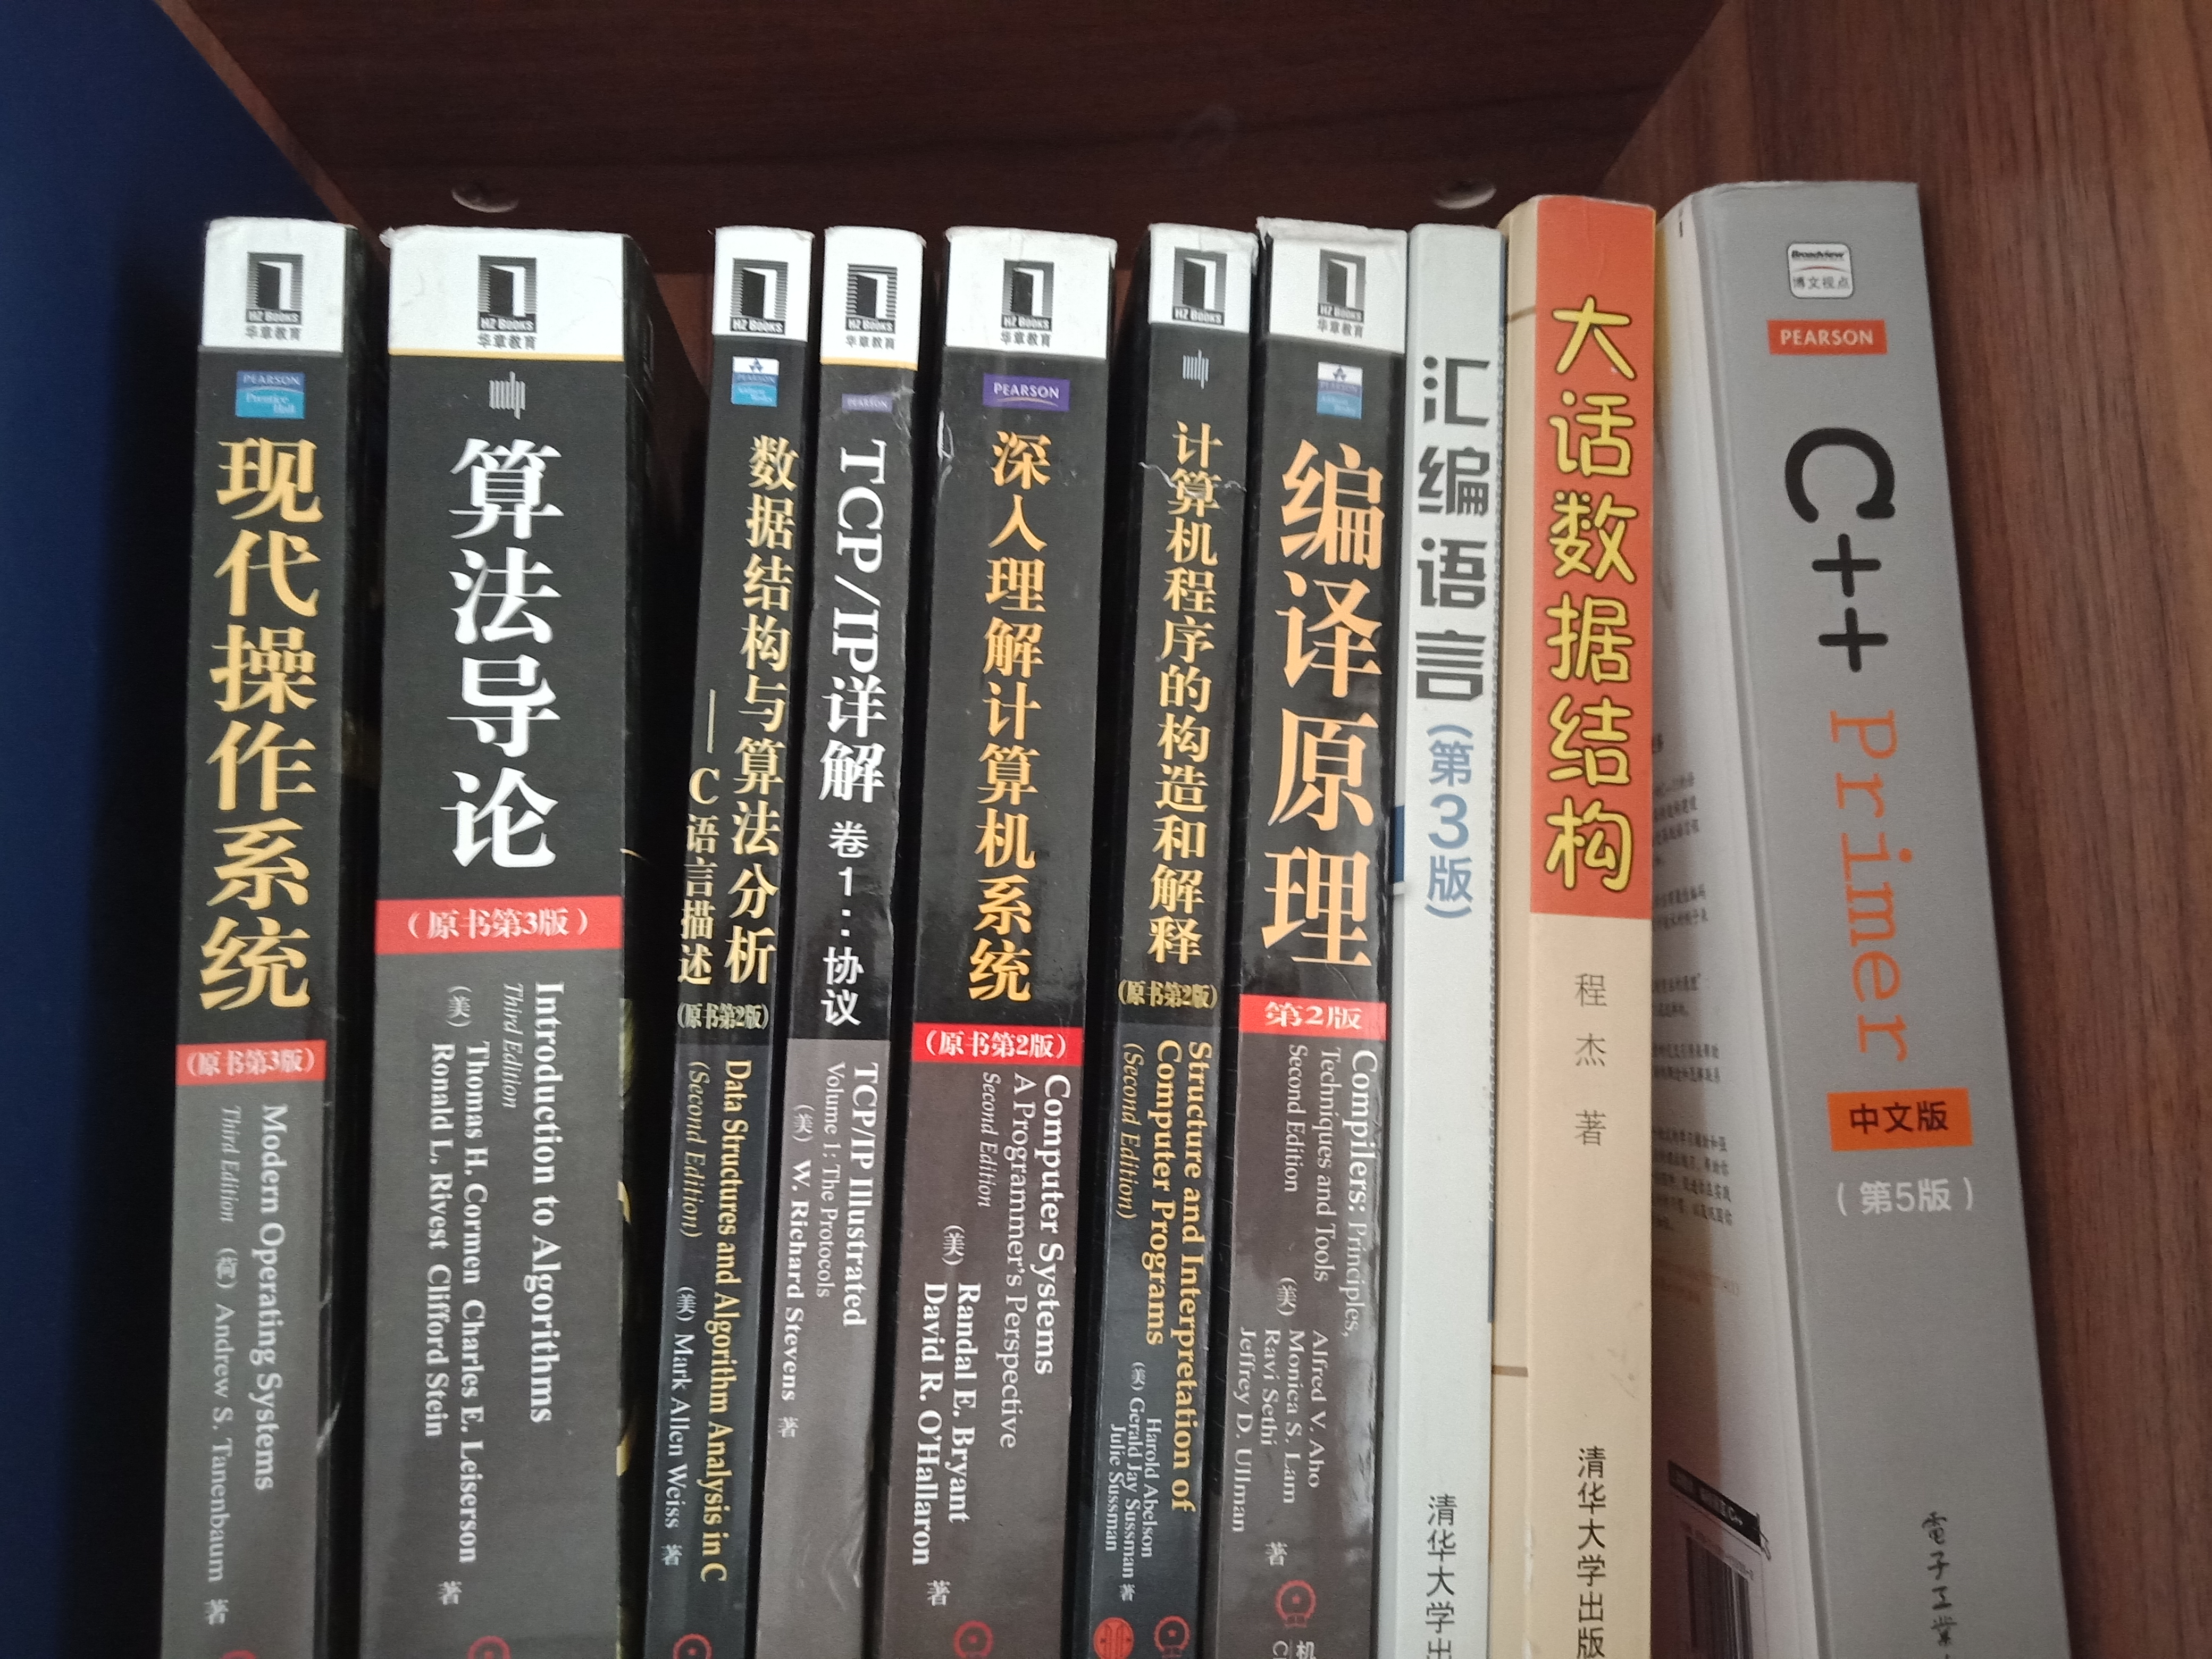 HZ BOOKS
华章教育
PEARSON
Prentice
Hall
现代操作系统
(原书第3版)
Modern Operating Systems
Third Edition
(荷) Andrew S. Tanenbaum 著
HZ BOOKS
华章教育
算法导论
(原书第3版)
Introduction to Algorithms
Third Edition
(美) Thomas H. Cormen Charles E. Leiserson
Ronald L. Rivest Clifford Stein 著
HZ BOOKS
PEARSON
数据结构与算法分析
——C语言描述
(原书第2版)
Data Structures and Algorithm Analysis in C
(Second Edition)
(美) Mark Allen Weiss 著
HZ BOOKS
华章教育
PEARSON
TCP/IP详解
卷1:协议
TCP/IP Illustrated
Volume 1: The Protocols
(美) W. Richard Stevens 著
HZ BOOKS
华章教育
PEARSON
深入理解计算机系统
(原书第2版)
Computer Systems
A Programmer's Perspective
Second Edition
(美) Randal E. Bryant
David R. O'Hallaron 著
HZ BOOKS
计算机程序的构造和解释
(原书第2版)
Structure and Interpretation of
Computer Programs
(Second Edition)
Harold Abelson
(美) Gerald Jay Sussman 著
Julie Sussman
HZ BOOKS
华章教育
编译原理
第2版
Compilers: Principles,
Techniques and Tools
Second Edition
Alfred V. Aho
(美) Monica S. Lam
Ravi Sethi
Jeffrey D. Ullman 著
机
汇编语言
(第3版)
清华大学出
大话数据结构
程杰 著
清华大学出版
Broadview
博文视点
PEARSON
C++ Primer
中文版
(第5版)
電子工業